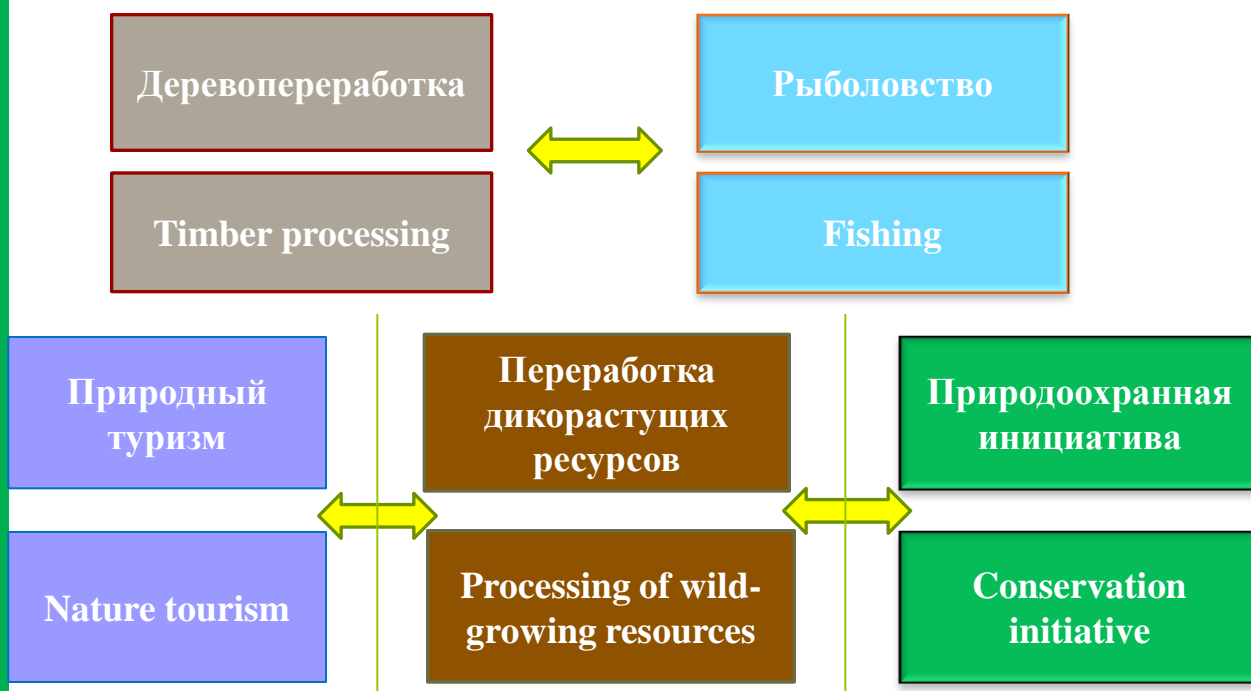 Деревопереработка
Рыболовство
Timber processing
Fishing
Природный
туризм
Переработка
дикорастущих
ресурсов
Природоохранная
инициатива
Nature tourism
Processing of wild-
growing resources
Conservation
initiative